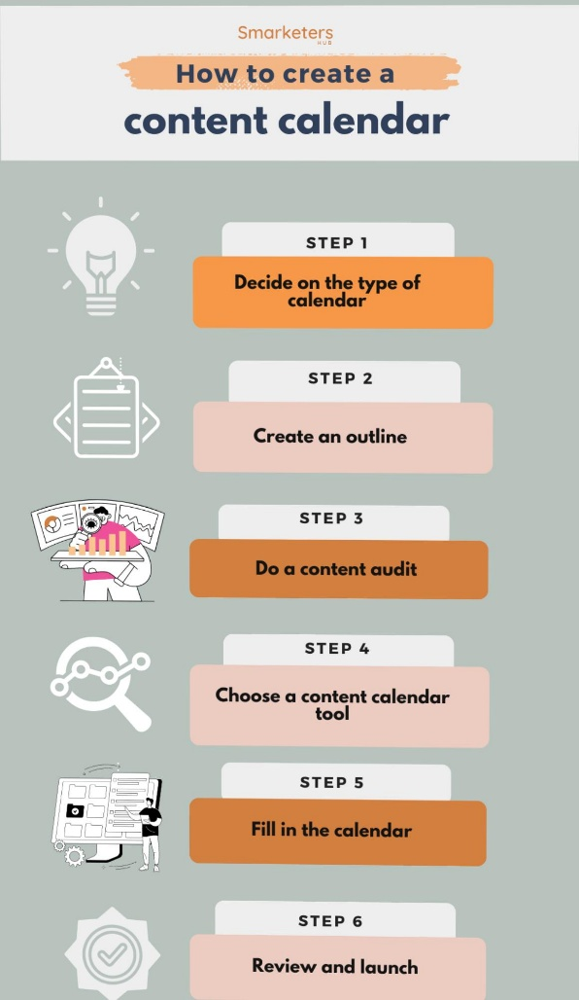 Smarketers
HUB
How to create a
content calendar
STEP 1
Decide on the type of
calendar
STEP 2
Create an outline
STEP 3
Do a content audit
STEP 4
Choose a content calendar
tool
STEP 5
Fill in the calendar
STEP 6
Review and launch